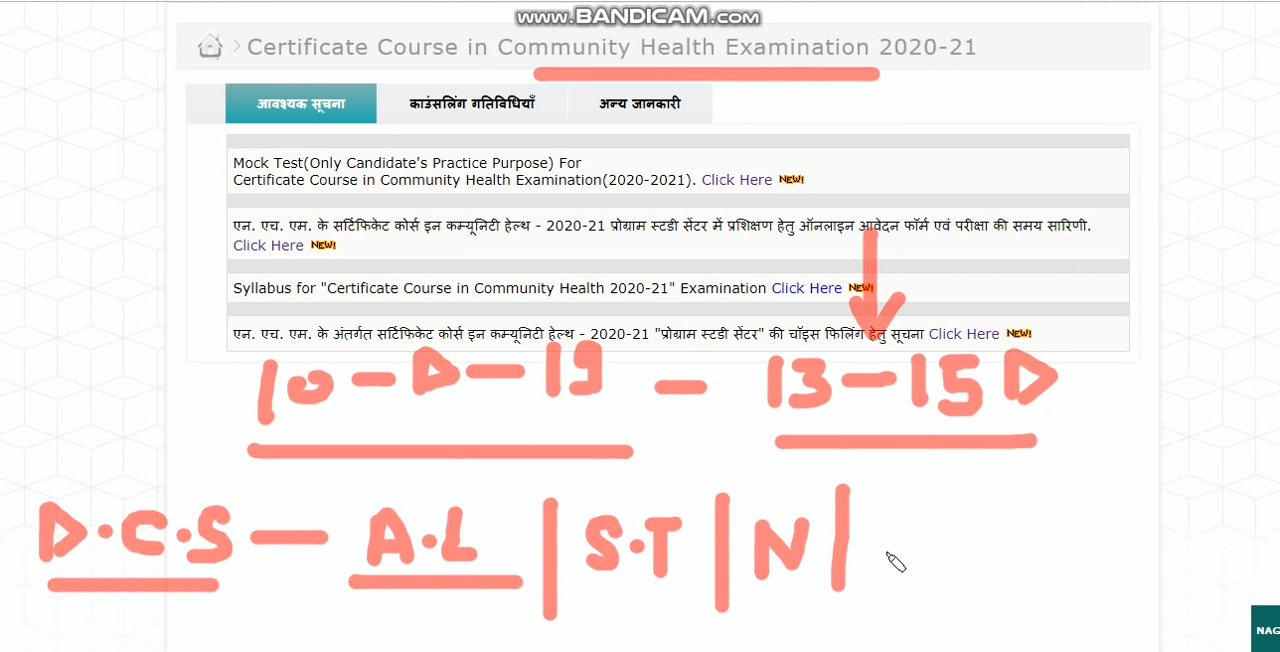 www.BANDICAM.com
Certificate Course in Community Health Examination 2020-21
आवश्यक सूचना काउंसलिंग गतिविधियाँ अन्य जानकारी
Mock Test(Only Candidate's Practice Purpose) For
Certificate Course in Community Health Examination(2020-2021). Click Here NEW!
एन. एच. एम. के सर्टिफिकेट कोर्स इन कम्यूनिटी हेल्थ - 2020-21 प्रोग्राम स्टडी सेंटर में प्रशिक्षण हेतु ऑनलाइन आवेदन फॉर्म एवं परीक्षा की समय सारिणी.
Click Here NEW!
Syllabus for "Certificate Course in Community Health 2020-21" Examination Click Here NEW!
एन. एच. एम. के अंतर्गत सर्टिफिकेट कोर्स इन कम्यूनिटी हेल्थ - 2020-21 "प्रोग्राम स्टडी सेंटर" की चॉइस फिलिंग हेतु सूचना Click Here NEW!
10 - D - 19 - 13 - 15 D
D.C.S - A.L | S.T | N |
NAG